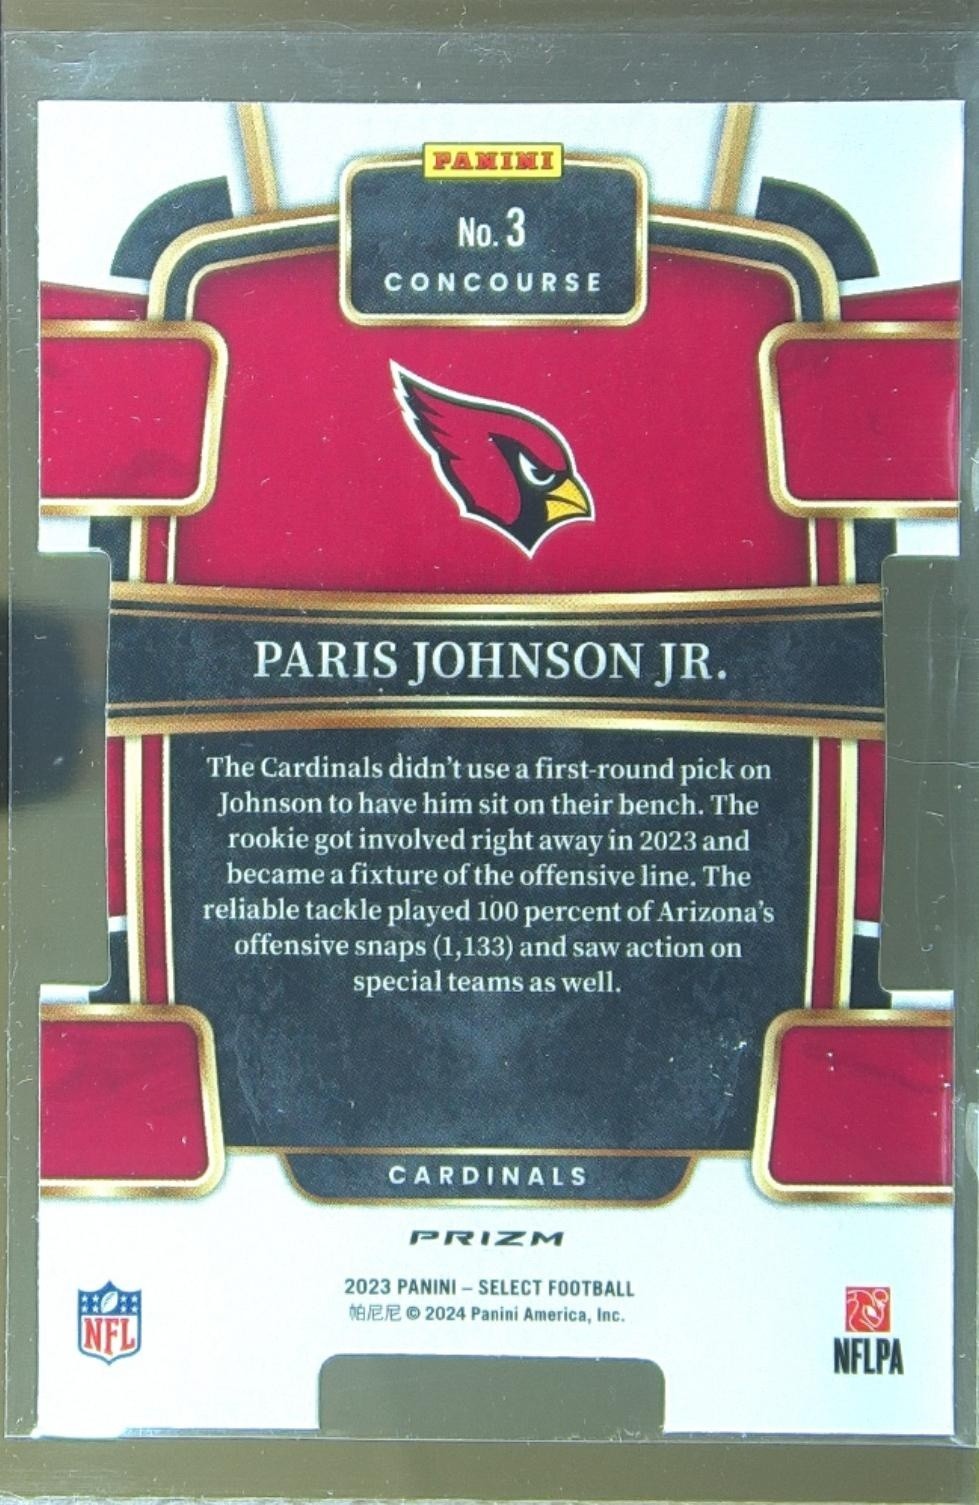 PANINI
No. 3
CONCOURSE
PARIS JOHNSON JR.
The Cardinals didn't use a first-round pick on
Johnson to have him sit on their bench. The
rookie got involved right away in 2023 and
became a fixture of the offensive line. The
reliable tackle played 100 percent of Arizona's
offensive snaps (1,133) and saw action on
special teams as well.
CARDINALS
PRIZM
2023 PANINI – SELECT FOOTBALL
帕尼尼 © 2024 Panini America, Inc.
NFL
NFLPA